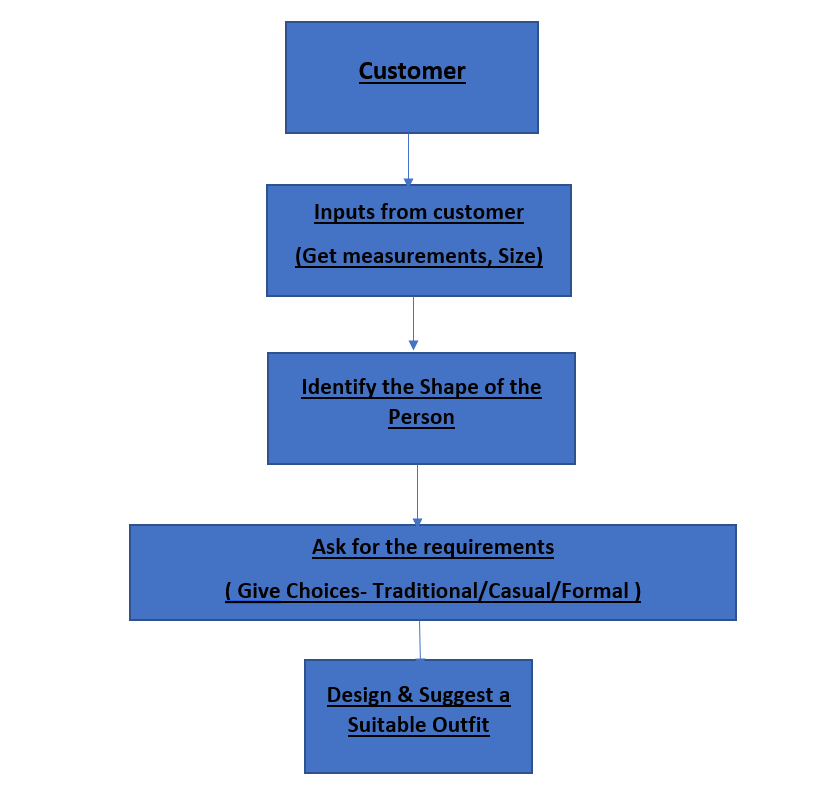 Customer
Inputs from customer
(Get measurements, Size)
Identify the Shape of the
Person
Ask for the requirements
( Give Choices- Traditional/Casual/Formal )
Design & Suggest a
Suitable Outfit